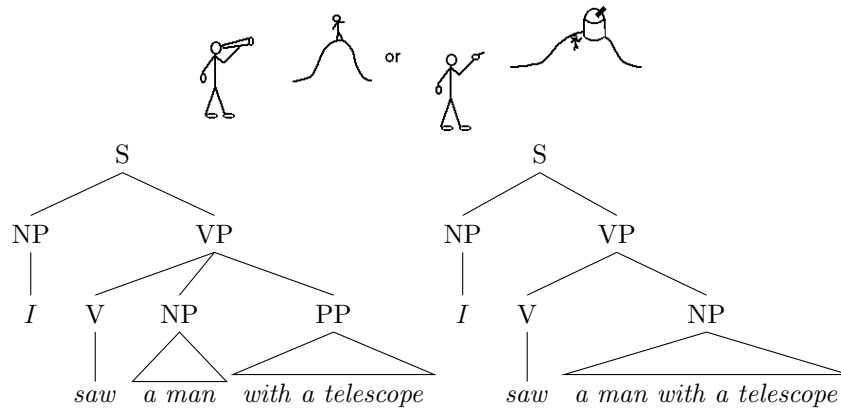 or
S S
NP VP NP VP
I V NP PP I V NP
saw a man with a telescope saw a man with a telescope